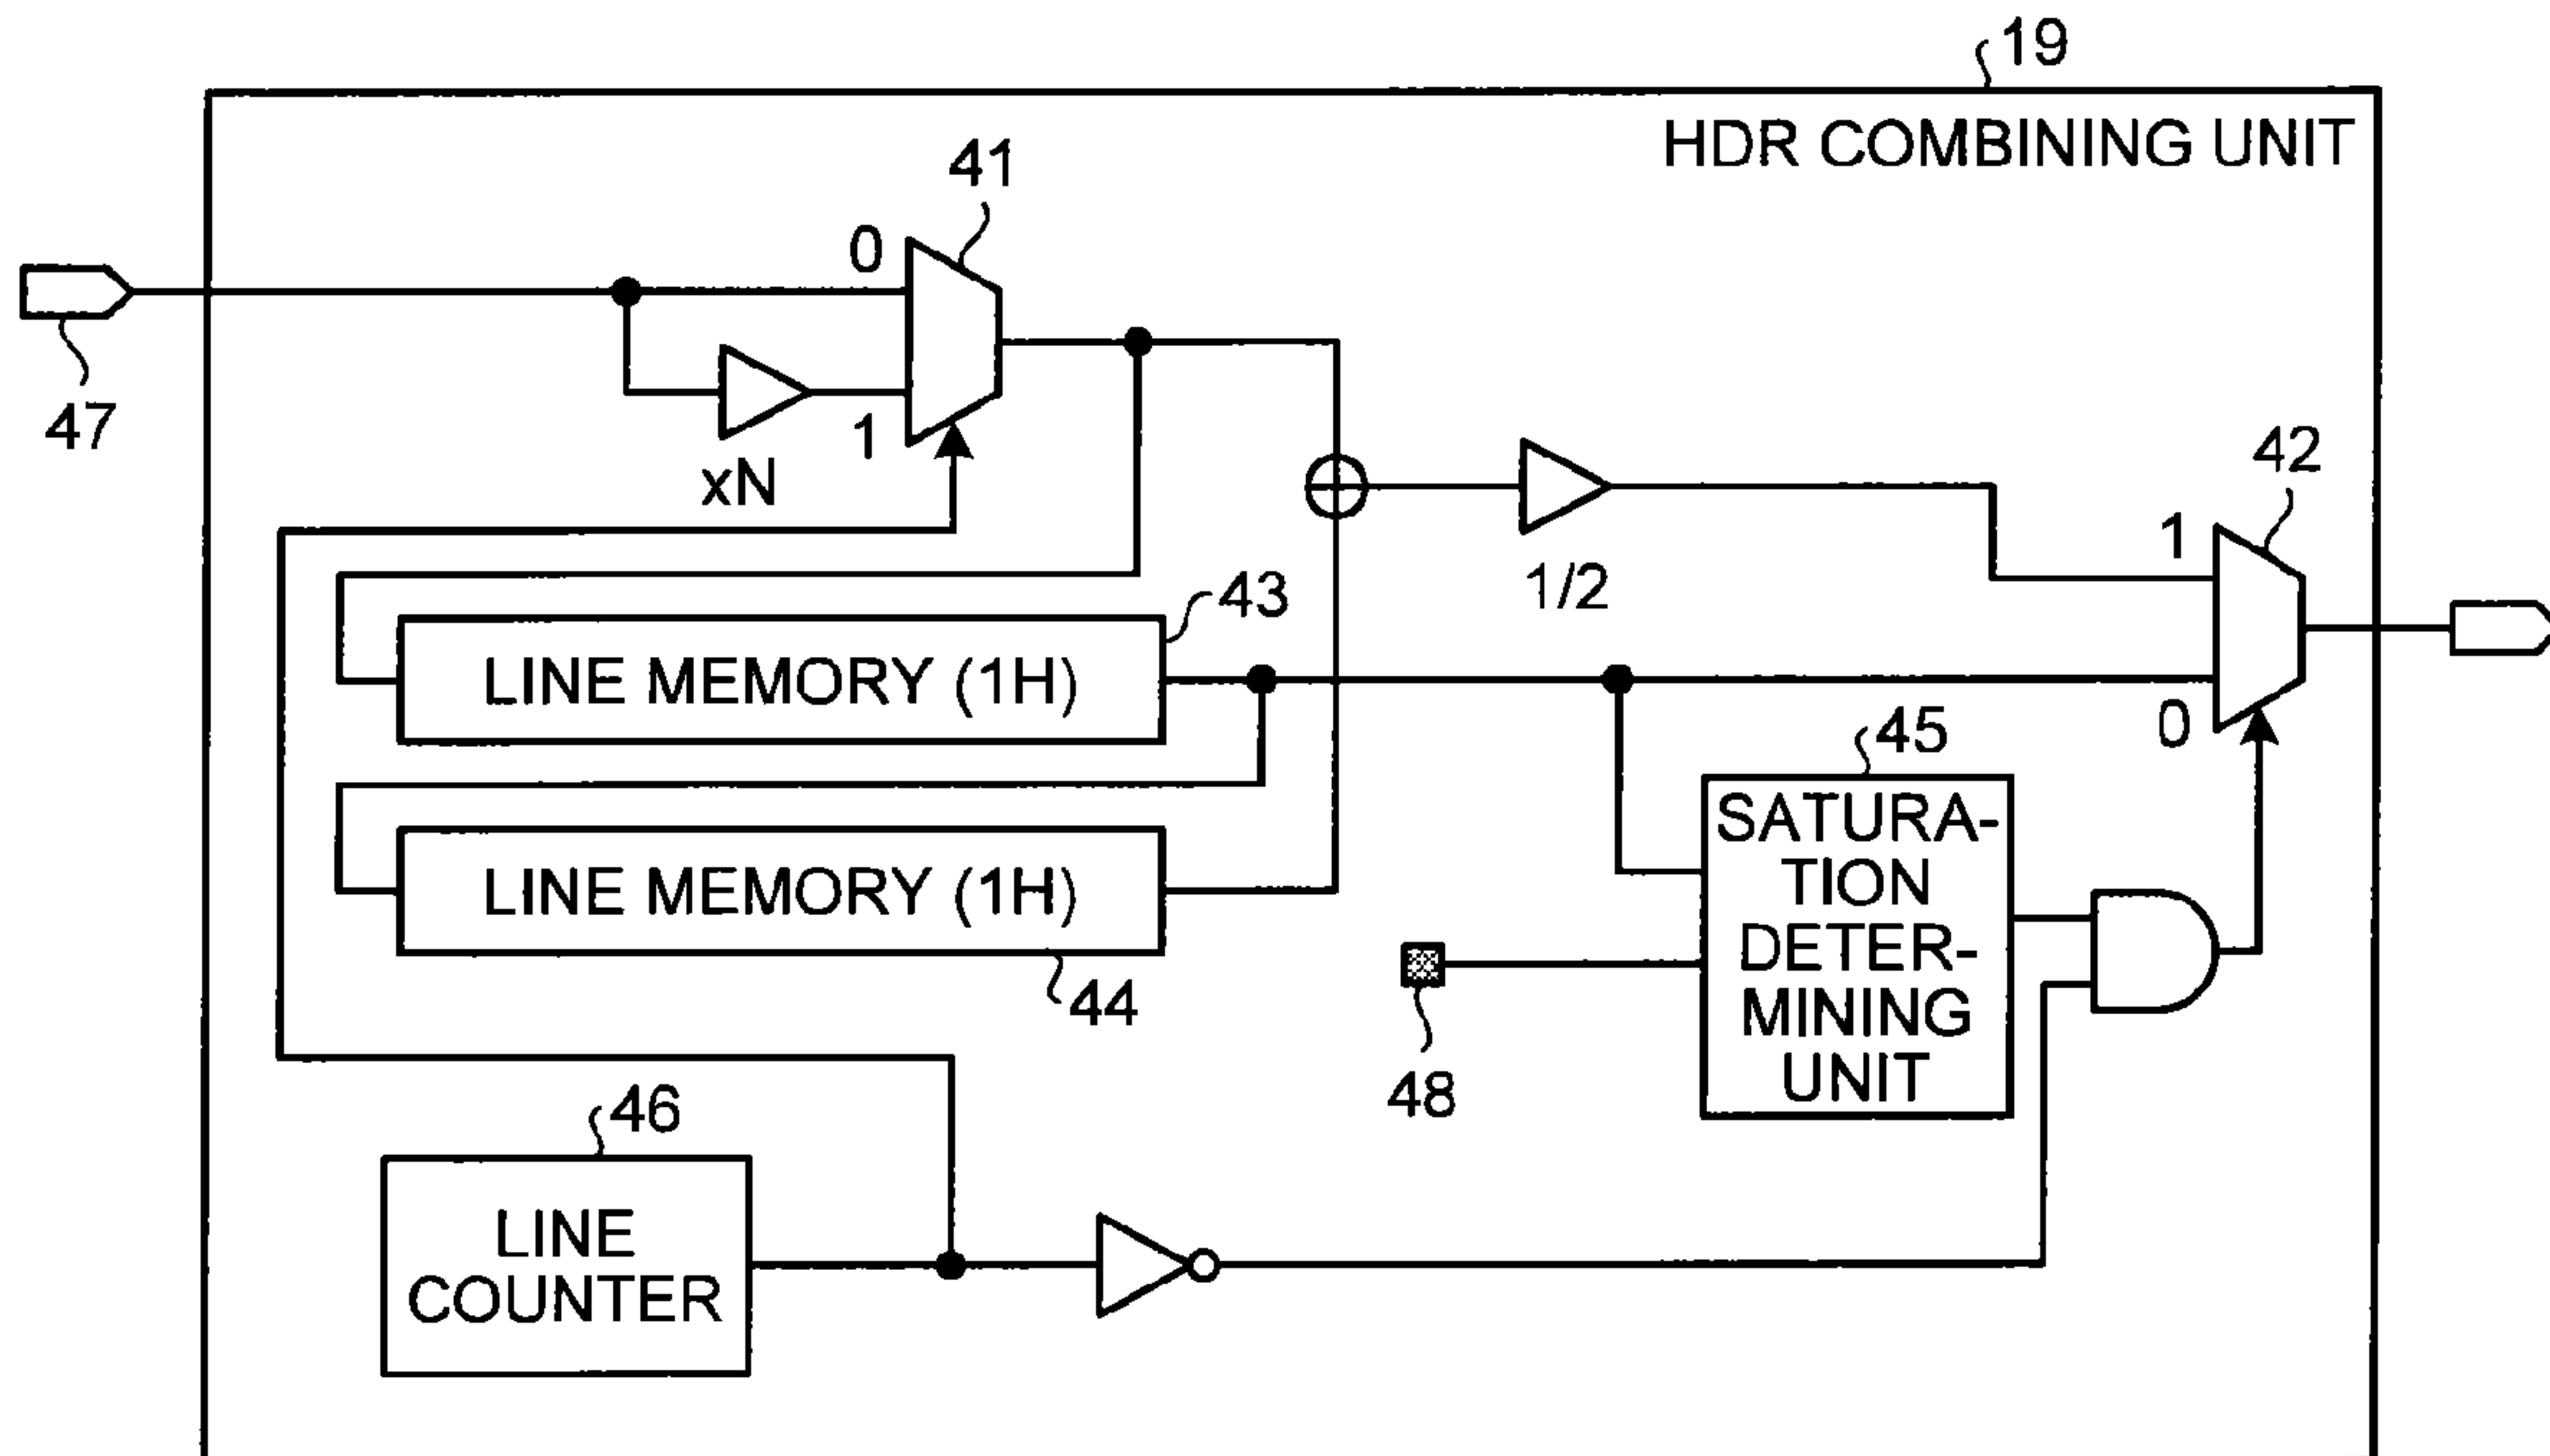 19
HDR COMBINING UNIT
41
0
47
1
xN
42
1
1/2
43
LINE MEMORY (1H)
0
45
SATURA-
TION
DETER-
MINING
UNIT
LINE MEMORY (1H)
44
48
46
LINE
COUNTER